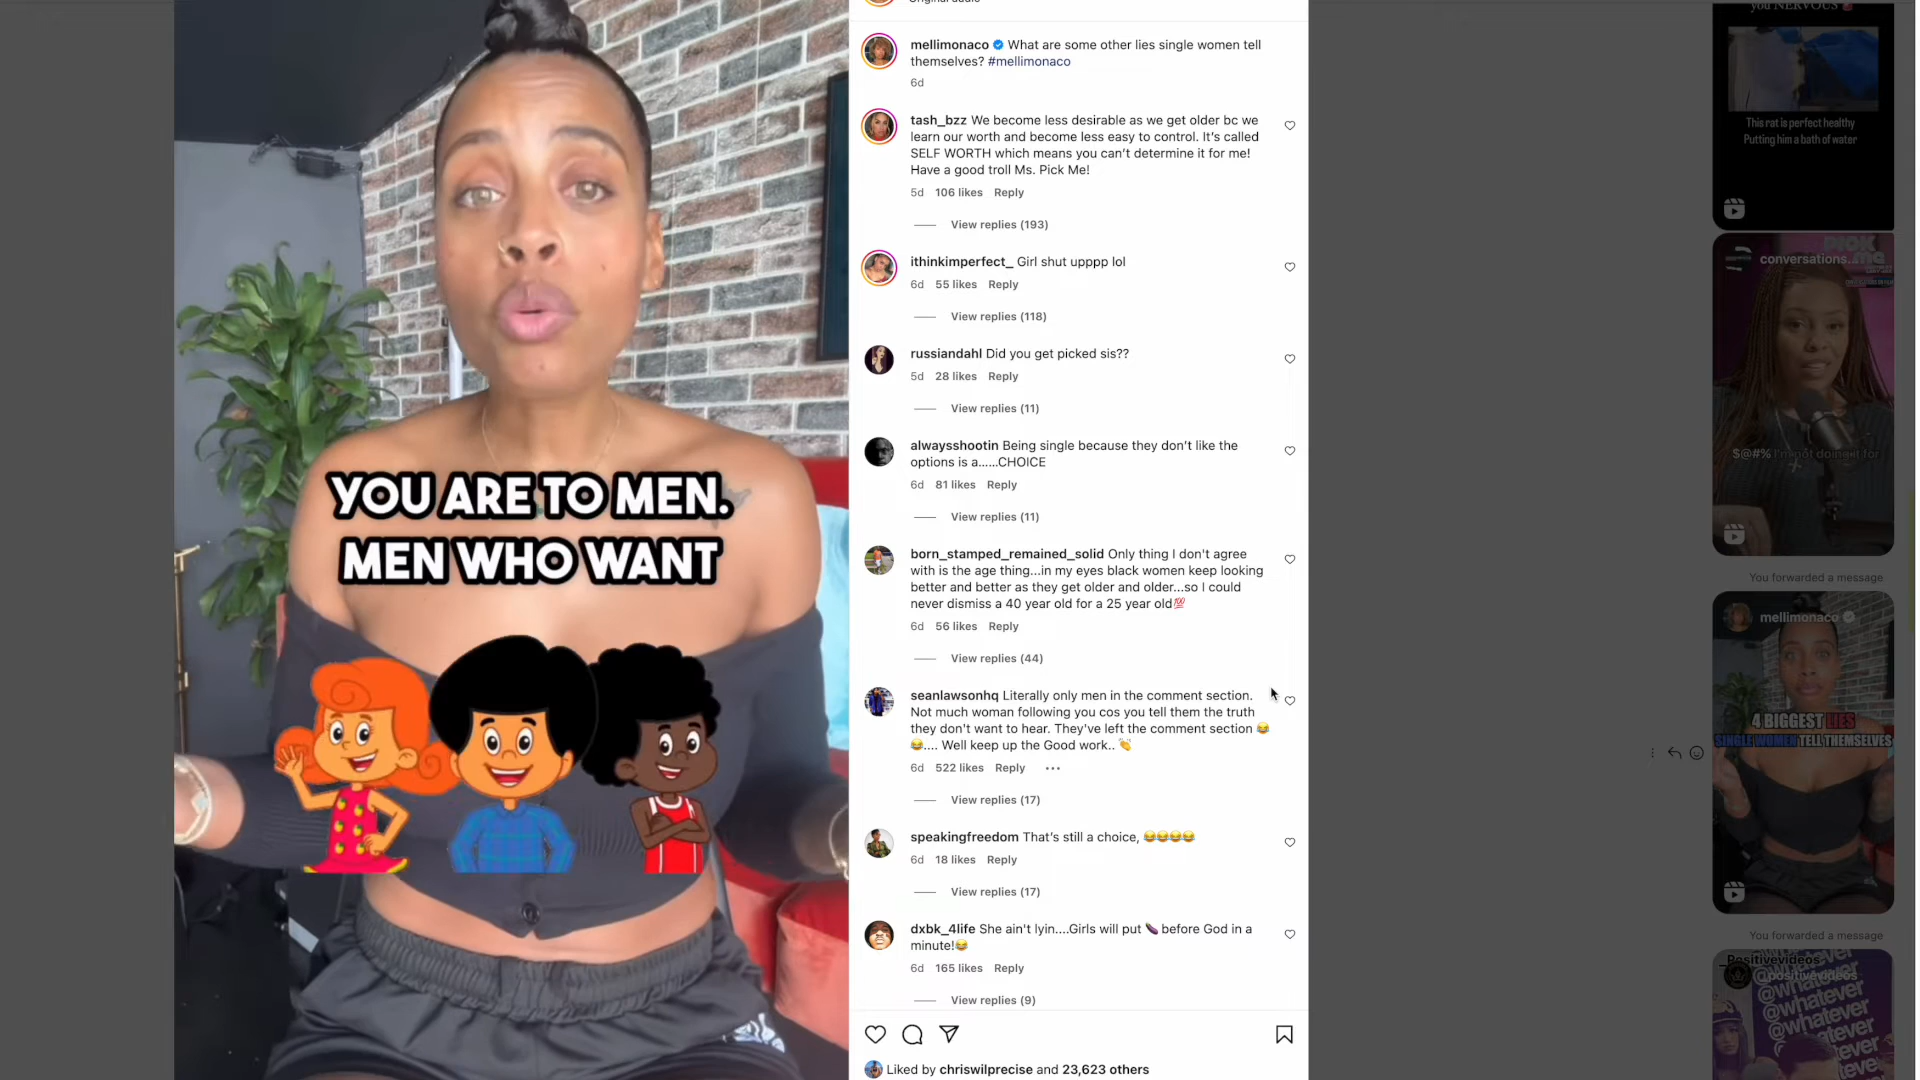 Original audio
mellimonaco What are some other lies single women tell
themselves? #mellimonaco
6d
tash_bzz We become less desirable as we get older bc we
learn our worth and become less easy to control. It's called
SELF WORTH which means you can't determine it for me!
Have a good troll Ms. Pick Me!
5d 106 likes Reply
View replies (193)
ithinkimperfect_ Girl shut upppp lol
6d 55 likes Reply
View replies (118)
russiandahl Did you get picked sis??
5d 28 likes Reply
View replies (11)
alwaysshootin Being single because they don't like the
options is a.....CHOICE
6d 81 likes Reply
View replies (11)
born_stamped_remained_solid Only thing I don't agree
with is the age thing...in my eyes black women keep looking
better and better as they get older and older...so I could
never dismiss a 40 year old for a 25 year old💯
6d 56 likes Reply
View replies (44)
seanlawsonhq Literally only men in the comment section.
Not much woman following you cos you tell them the truth
they don't want to hear. They've left the comment section 😂
😂.... Well keep up the Good work.. 👏
6d 522 likes Reply
View replies (17)
speakingfreedom That's still a choice, 😂😂😂😂
6d 18 likes Reply
View replies (17)
dxbk_4life She ain't lyin....Girls will put 🍆 before God in a
minute!😂
6d 165 likes Reply
View replies (9)
Liked by chriswilprecise and 23,623 others
YOU ARE TO MEN.
MEN WHO WANT
you NERVOUS
This rat is perfect healthy
Putting him a bath of water
PICK
me
conversations...
$@#% I'm not doing it for
You forwarded a message
mellimonaco
4 BIGGEST LIES
SINGLE WOMEN TELL THEMSELVES
You forwarded a message
Positivevideos
@positivevideos
@whatever
@whatever
@whatever